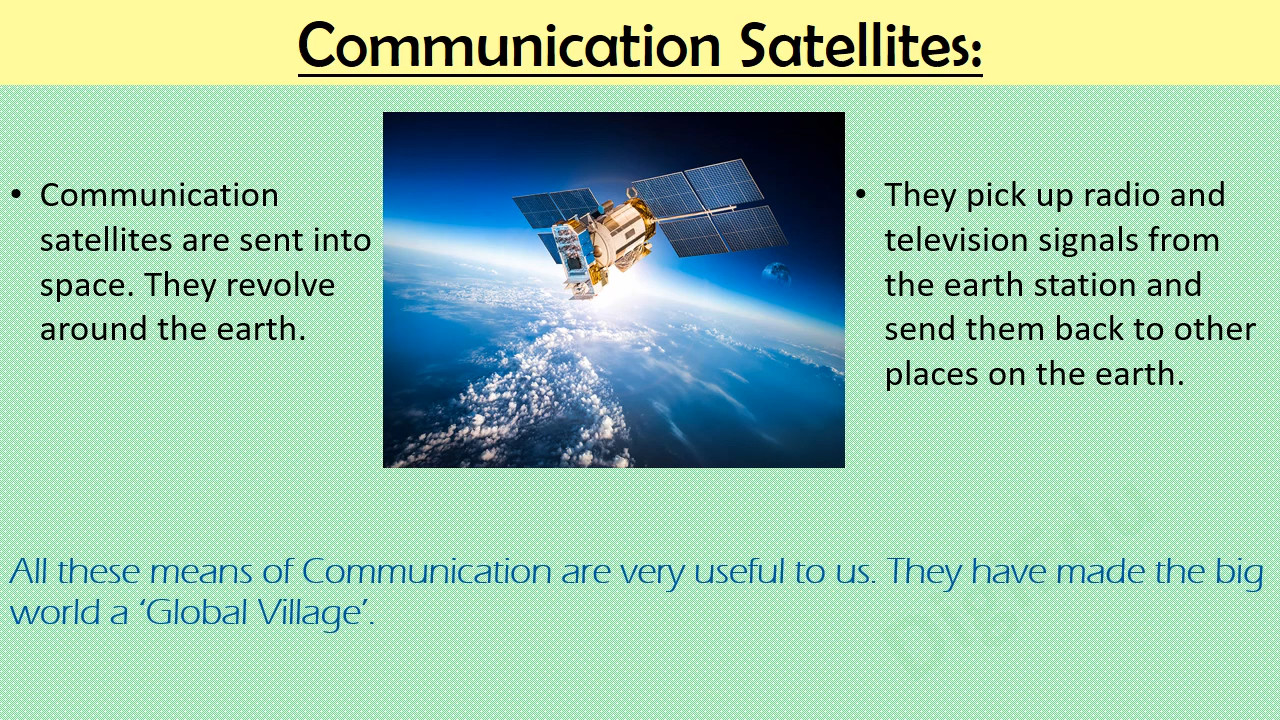 Communication Satellites:
• Communication
satellites are sent into
space. They revolve
around the earth.
• They pick up radio and
television signals from
the earth station and
send them back to other
places on the earth.
All these means of Communication are very useful to us. They have made the big
world a ‘Global Village’.